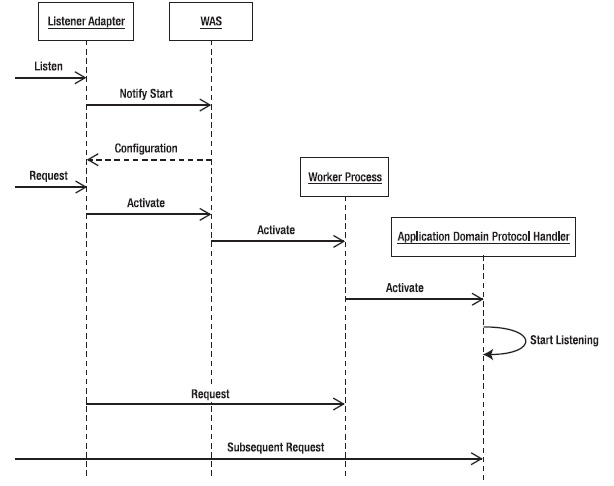 Listener Adapter
WAS
Listen
Notify Start
Configuration
Request
Worker Process
Activate
Activate
Application Domain Protocol Handler
Activate
Start Listening
Request
Subsequent Request